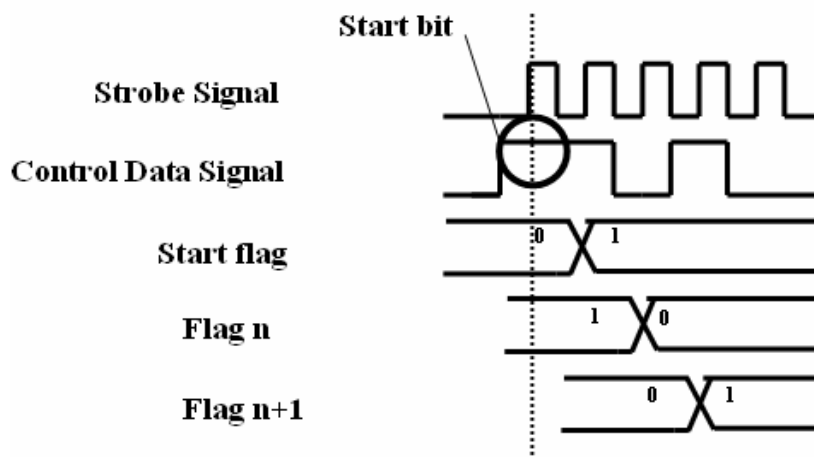 Start bit
Strobe Signal
Control Data Signal
Start flag 0 1
Flag n 1 0
Flag n+1 0 1